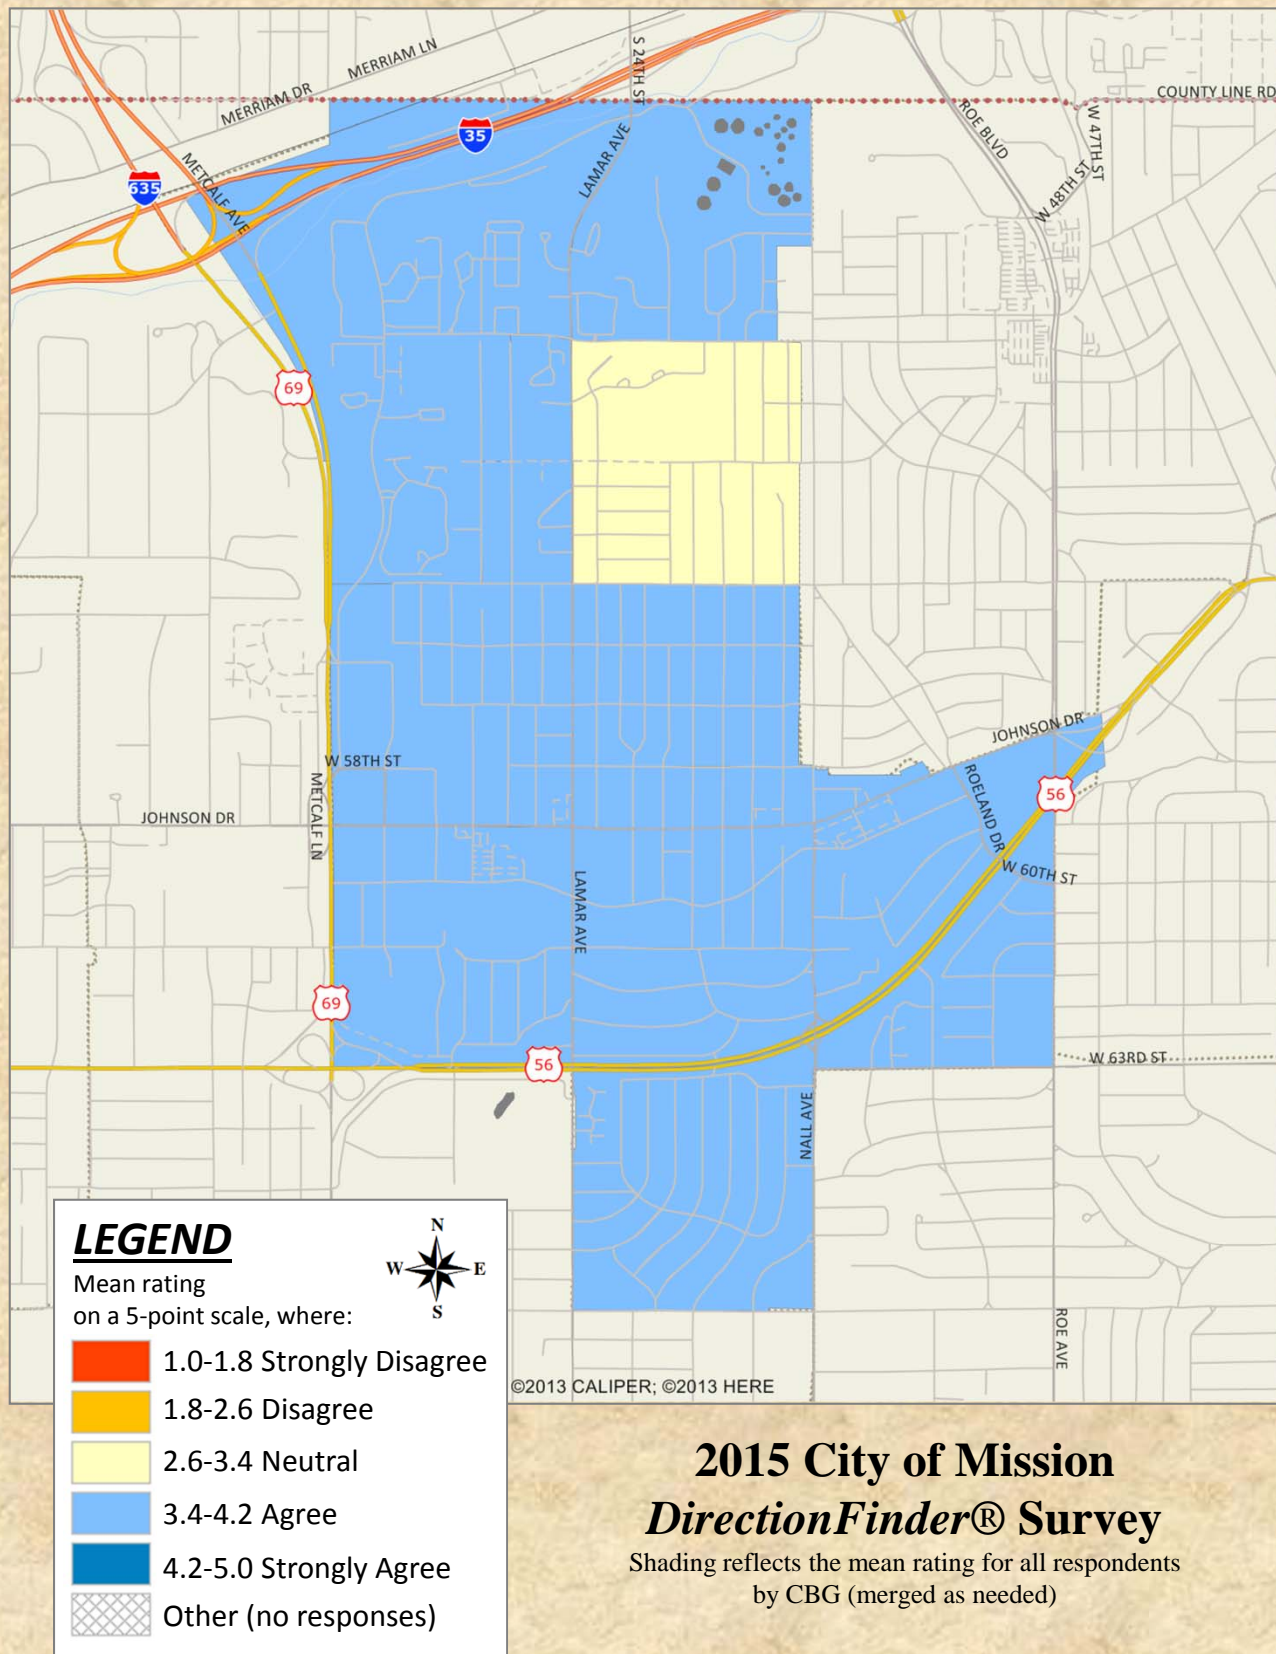 MERRIAM LN
S 24TH ST
MERRIAM DR
COUNTY LINE RD
35
ROE BLVD
W 47TH ST
LAMAR AVE
METCALF AVE
635
W 48TH ST
69
JOHNSON DR
W 58TH ST
METCALF LN
ROELAND DR
56
JOHNSON DR
W 60TH ST
LAMAR AVE
69
56
W 63RD ST
NALL AVE
ROE AVE
LEGEND
N
W E
S
Mean rating
on a 5-point scale, where:
1.0-1.8 Strongly Disagree
1.8-2.6 Disagree
2.6-3.4 Neutral
3.4-4.2 Agree
4.2-5.0 Strongly Agree
Other (no responses)
©2013 CALIPER; ©2013 HERE
2015 City of Mission
DirectionFinder® Survey
Shading reflects the mean rating for all respondents
by CBG (merged as needed)